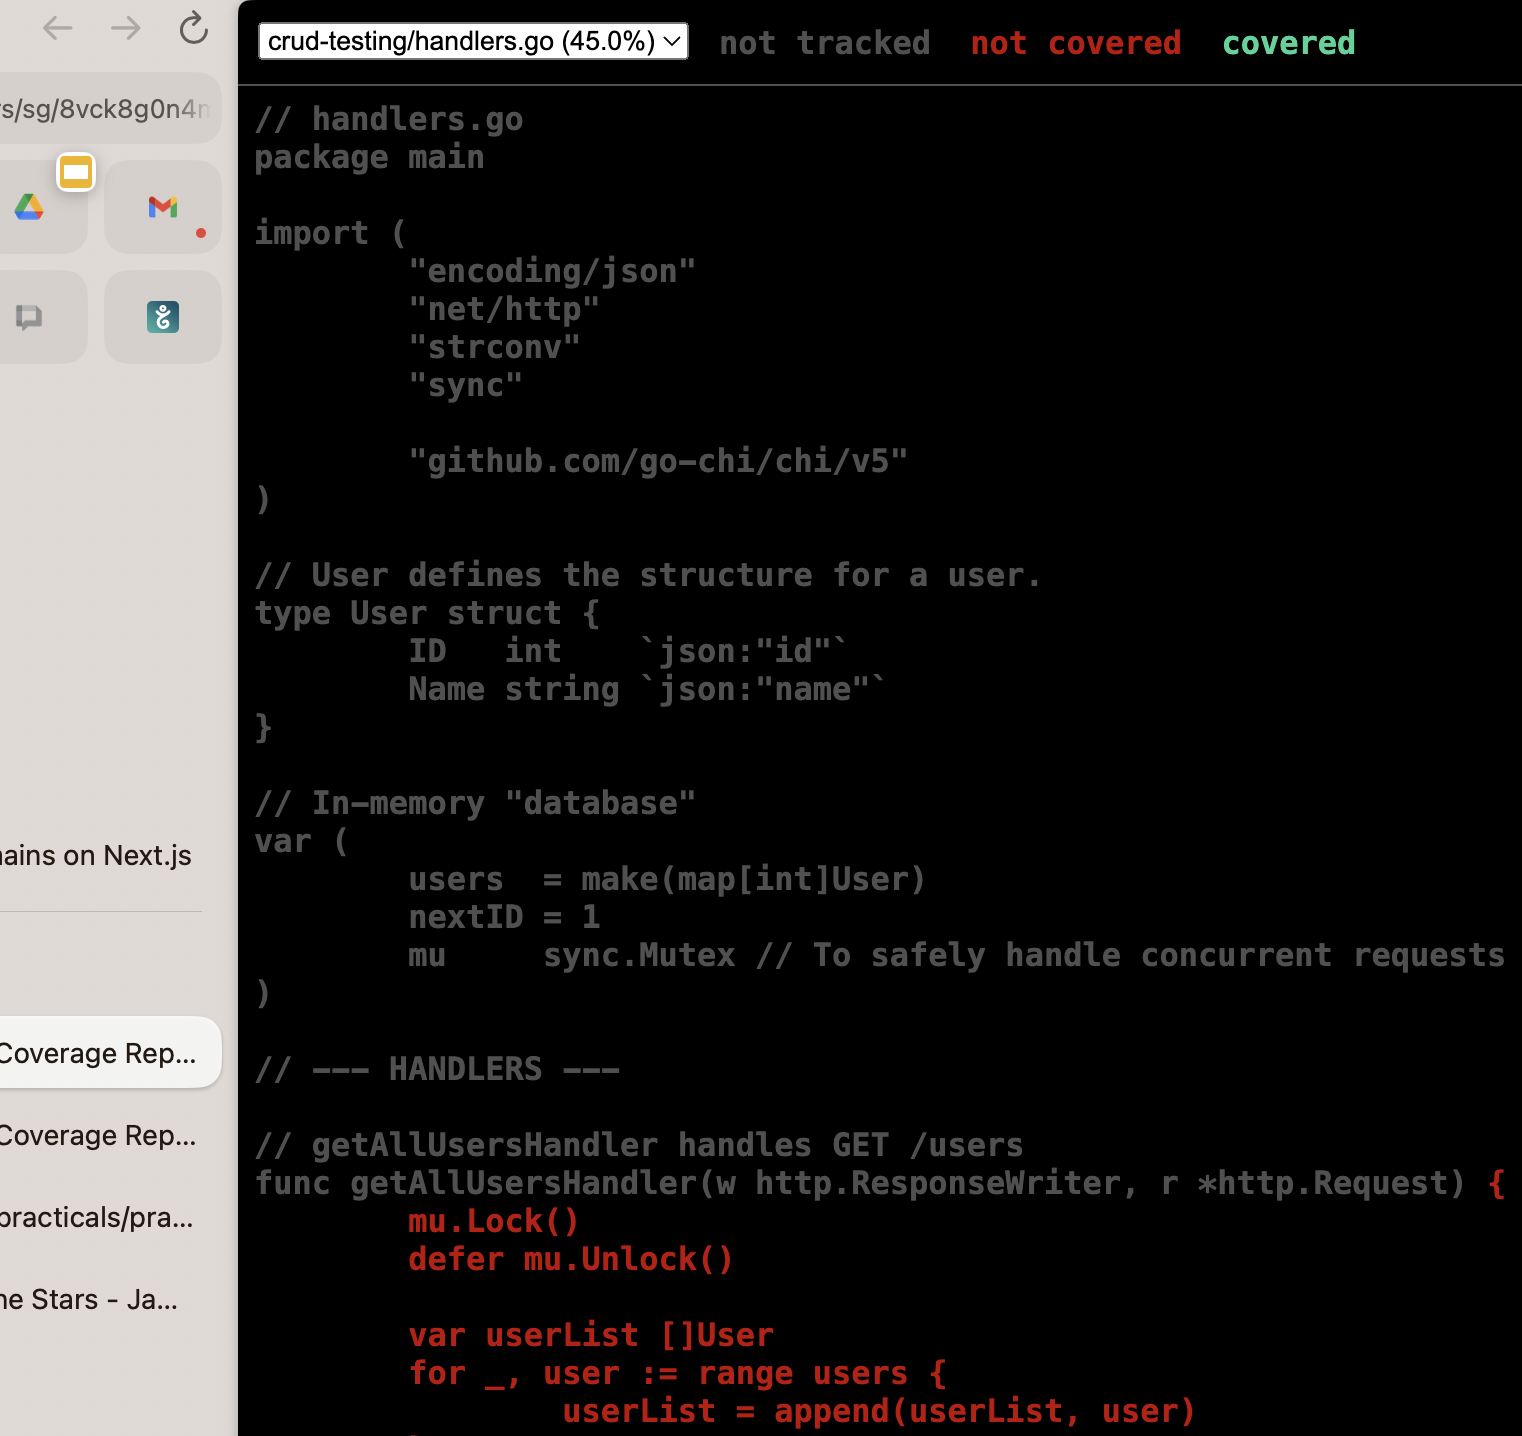 crud-testing/handlers.go (45.0%)
not tracked not covered covered
s/sg/8vck8g0n4
ains on Next.js
Coverage Rep...
Coverage Rep...
practicals/pra...
ne Stars - Ja...
// handlers.go
package main
import (
"encoding/json"
"net/http"
"strconv"
"sync"
"github.com/go-chi/chi/v5"
)
// User defines the structure for a user.
type User struct {
ID   int    `json:"id"`
Name string `json:"name"`
}
// In-memory "database"
var (
users  = make(map[int]User)
nextID = 1
mu     sync.Mutex // To safely handle concurrent requests
)
// --- HANDLERS ---
// getAllUsersHandler handles GET /users
func getAllUsersHandler(w http.ResponseWriter, r *http.Request) {
mu.Lock()
defer mu.Unlock()
var userList []User
for _, user := range users {
userList = append(userList, user)